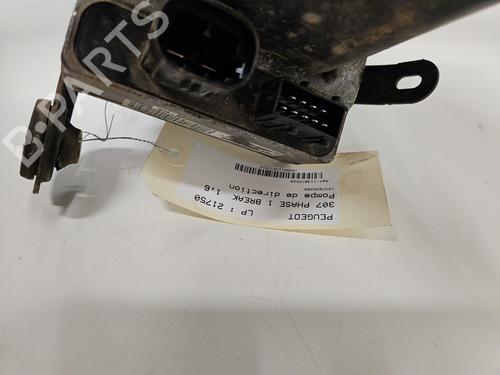 PEUGEOT LP : 21750
307 PHASE 1 BREAK 1.6
Pompe de direction
B-PARTS